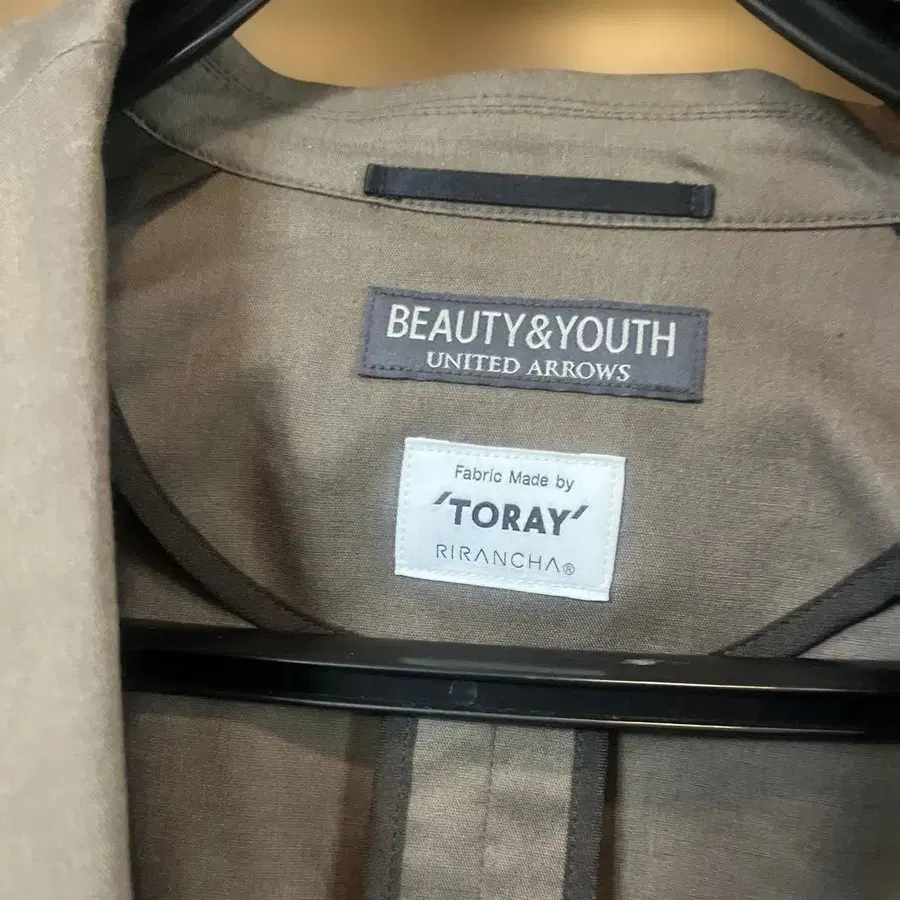 BEAUTY&YOUTH
UNITED ARROWS
Fabric Made by
'TORAY'
RIRANCHA®